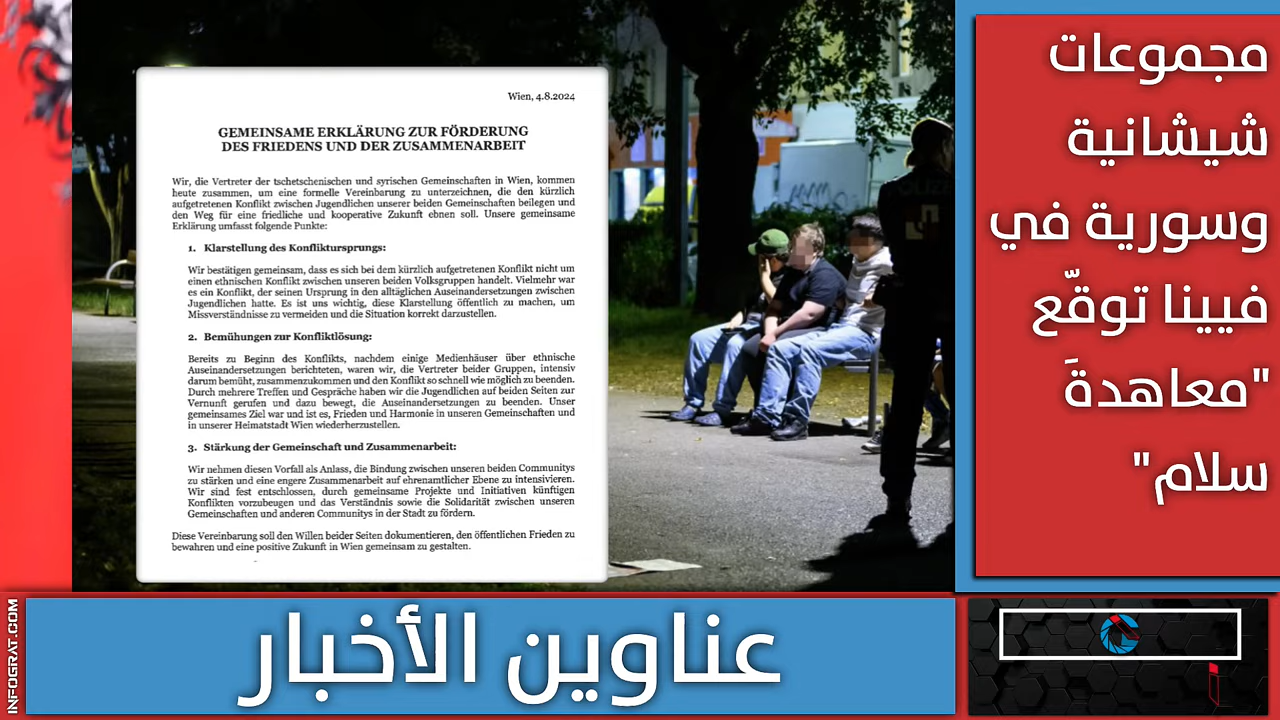 مجموعات
شيشانية
وسورية في
فيينا توقّع
"معاهدةَ
سلام"
Wien, 4.8.2024
GEMEINSAME ERKLÄRUNG ZUR FÖRDERUNG
DES FRIEDENS UND DER ZUSAMMENARBEIT
Wir, die Vertreter der tschetschenischen und syrischen Gemeinschaften in Wien, kommen
heute zusammen, um eine formelle Vereinbarung zu unterzeichnen, die den kürzlich
aufgetretenen Konflikt zwischen Jugendlichen unserer beiden Gemeinschaften beilegen und
den Weg für eine friedliche und kooperative Zukunft ebnen soll. Unsere gemeinsame
Erklärung umfasst folgende Punkte:
1. Klarstellung des Konfliktursprungs:
Wir bestätigen gemeinsam, dass es sich bei dem kürzlich aufgetretenen Konflikt nicht um
einen ethnischen Konflikt zwischen unseren beiden Volksgruppen handelt. Vielmehr war
es ein Konflikt, der seinen Ursprung in den alltäglichen Auseinandersetzungen zwischen
Jugendlichen hatte. Es ist uns wichtig, diese Klarstellung öffentlich zu machen, um
Missverständnisse zu vermeiden und die Situation korrekt darzustellen.
2. Bemühungen zur Konfliktlösung:
Bereits zu Beginn des Konflikts, nachdem einige Medienhäuser über ethnische
Auseinandersetzungen berichteten, waren wir, die Vertreter beider Gruppen, intensiv
darum bemüht, zusammenzukommen und den Konflikt so schnell wie möglich zu beenden.
Durch mehrere Treffen und Gespräche haben wir die Jugendlichen auf beiden Seiten zur
Vernunft gerufen und dazu bewegt, die Auseinandersetzungen zu beenden. Unser
gemeinsames Ziel war und ist es, Frieden und Harmonie in unseren Gemeinschaften und
in unserer Heimatstadt Wien wiederherzustellen.
3. Stärkung der Gemeinschaft und Zusammenarbeit:
Wir nehmen diesen Vorfall als Anlass, die Bindung zwischen unseren beiden Communitys
zu stärken und eine engere Zusammenarbeit auf ehrenamtlicher Ebene zu intensivieren.
Wir sind fest entschlossen, durch gemeinsame Projekte und Initiativen künftigen
Konflikten vorzubeugen und das Verständnis sowie die Solidarität zwischen unseren
Gemeinschaften und anderen Communitys in der Stadt zu fördern.
Diese Vereinbarung soll den Willen beider Seiten dokumentieren, den öffentlichen Frieden zu
bewahren und eine positive Zukunft in Wien gemeinsam zu gestalten.
POLIZEI
عناوين الأخبار
INFOGRAT.COM